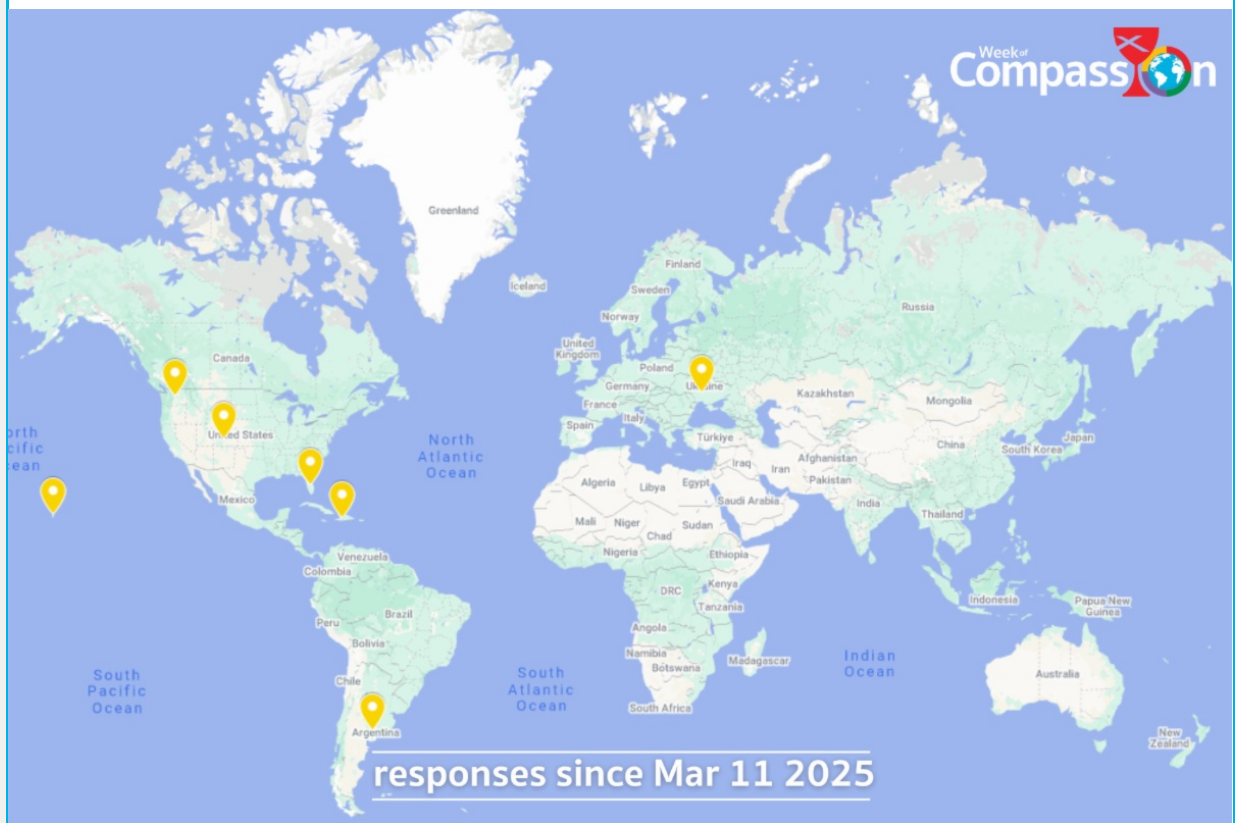 Week of
Compassion
Greenland
Iceland
Finland
Sweden
Norway
Russia
United
Kingdom
Canada
Poland
Germany
Ukraine
France
Kazakhstan
Mongolia
Spain
Italy
United States
North
Atlantic
Ocean
Türkiye
China
Japan
South Korea
Afghanistan
Iraq
Iran
Pakistan
Algeria
Libya
Egypt
Saudi Arabia
Mexico
India
Thailand
Mali
Niger
Sudan
Chad
Nigeria
Ethiopia
Venezuela
Colombia
DRC
Kenya
Indonesia
Papua New
Guinea
Tanzania
Brazil
Peru
Angola
Bolivia
Namibia
Botswana
Madagascar
Indian
Ocean
South
Pacific
Ocean
South
Atlantic
Ocean
Chile
Australia
South Africa
Argentina
New
Zealand
responses since Mar 11 2025